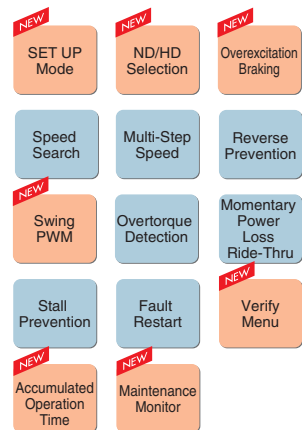 NEW
SET UP
Mode
NEW
ND/HD
Selection
NEW
Overexcitation
Braking
Speed
Search
Multi-Step
Speed
Reverse
Prevention
NEW
Swing
PWM
Overtorque
Detection
Momentary
Power
Loss
Ride-Thru
Stall
Prevention
Fault
Restart
NEW
Verify
Menu
NEW
Accumulated
Operation
Time
NEW
Maintenance
Monitor